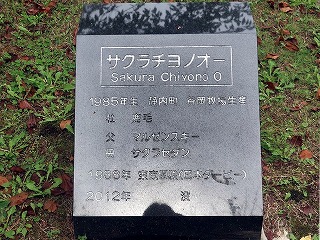 サクラチヨノオー
Sakura Chiyono O
1985年生 静内町 谷岡牧場生産
牡 鹿毛
父 マルゼンスキー
母 サクラセダン
1988年 東京優駿(日本ダービー)
2012年 没